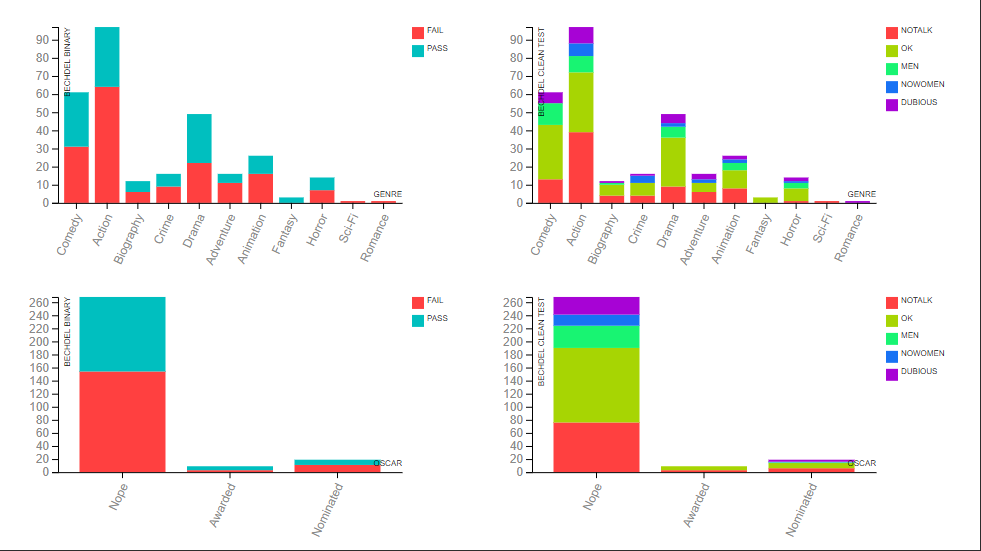 BECHDEL BINARY
90
80
70
60
50
40
30
20
10
0
GENRE
Comedy
Action
Biography
Crime
Drama
Adventure
Animation
Fantasy
Horror
Sci-Fi
Romance
FAIL
PASS
BECHDEL CLEAN TEST
90
80
70
60
50
40
30
20
10
0
GENRE
Comedy
Action
Biography
Crime
Drama
Adventure
Animation
Fantasy
Horror
Sci-Fi
Romance
NOTALK
OK
MEN
NOWOMEN
DUBIOUS
BECHDEL BINARY
260
240
220
200
180
160
140
120
100
80
60
40
20
0
OSCAR
Nope
Awarded
Nominated
FAIL
PASS
BECHDEL CLEAN TEST
260
240
220
200
180
160
140
120
100
80
60
40
20
0
OSCAR
Nope
Awarded
Nominated
NOTALK
OK
MEN
NOWOMEN
DUBIOUS